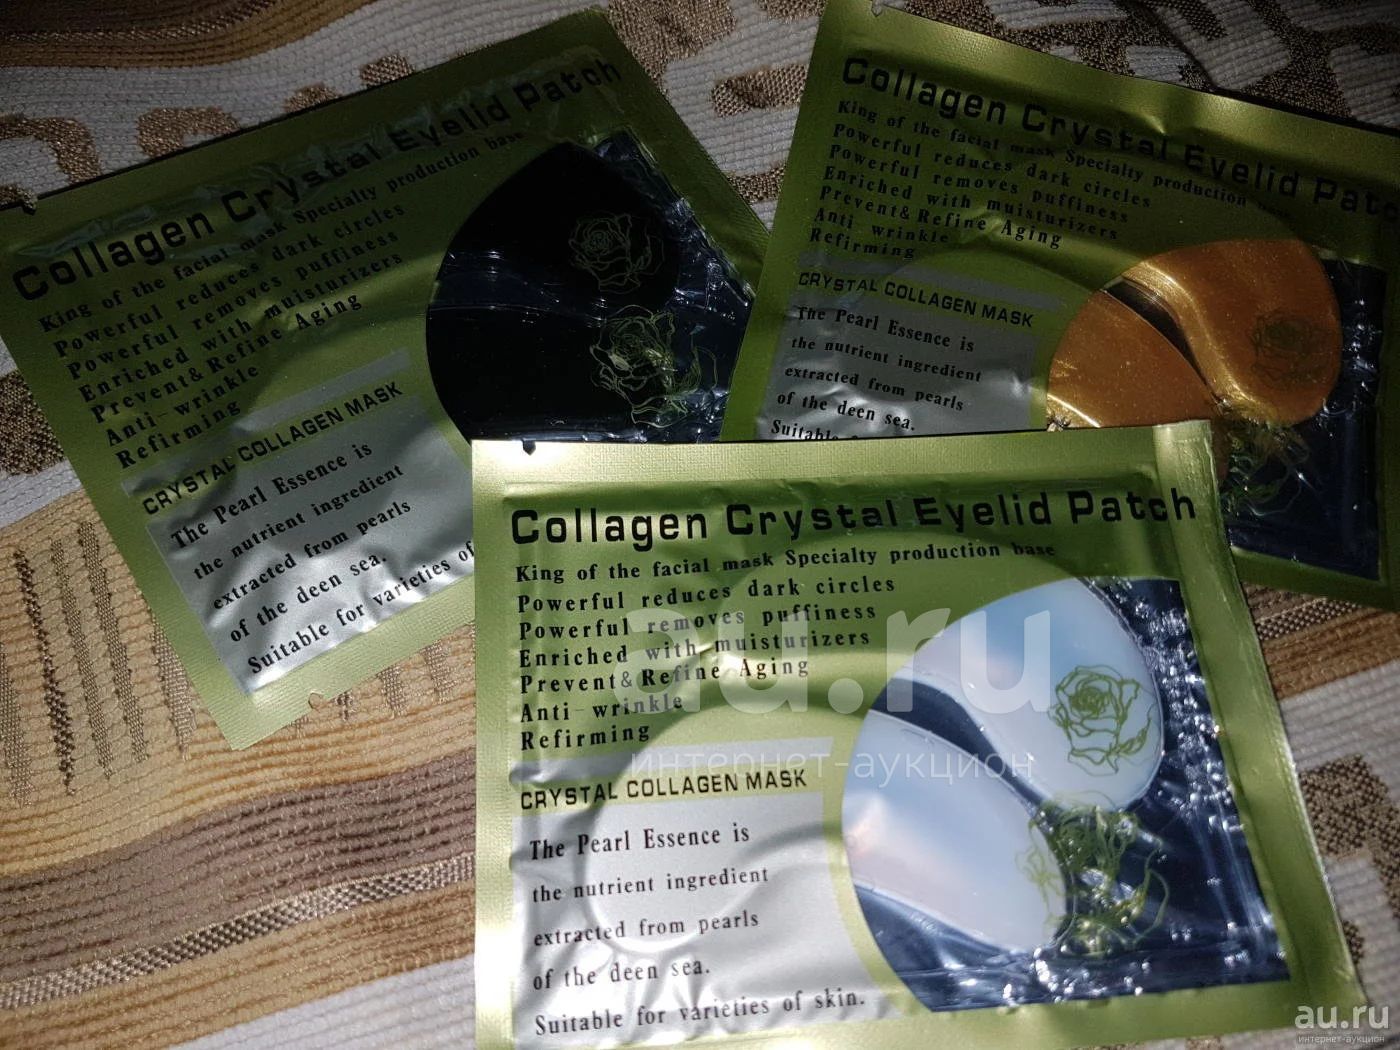 Collagen Crystal Eyelid Patch
King of the facial mask Specialty production base
Powerful reduces dark circles
Powerful removes puffiness
Enriched with muisturizers
Prevent&Refine Aging
Anti-wrinkle
Refirming
CRYSTAL COLLAGEN MASK
The Pearl Essence is
the nutrient ingredient
extracted from pearls
of the deen sea.
Suitable for varieties of
Collagen Crystal Eyelid Patch
King of the facial mask Specialty production base
Powerful reduces dark circles
Powerful removes puffiness
Enriched with muisturizers
Prevent&Refine Aging
Anti wrinkle
Refirming
CRYSTAL COLLAGEN MASK
The Pearl Essence is
the nutrient ingredient
extracted from pearls
of the deen sea.
Collagen Crystal Eyelid Patch
King of the facial mask Specialty production base
Powerful reduces dark circles
Powerful removes puffiness
Enriched with muisturizers
Prevent&Refine Aging
Anti-wrinkle
Refirming
CRYSTAL COLLAGEN MASK
The Pearl Essence is
the nutrient ingredient
extracted from pearls
of the deen sea.
Suitable for varieties of skin.
au.ru
интернет-аукцион
au.ru
интернет-аукцион